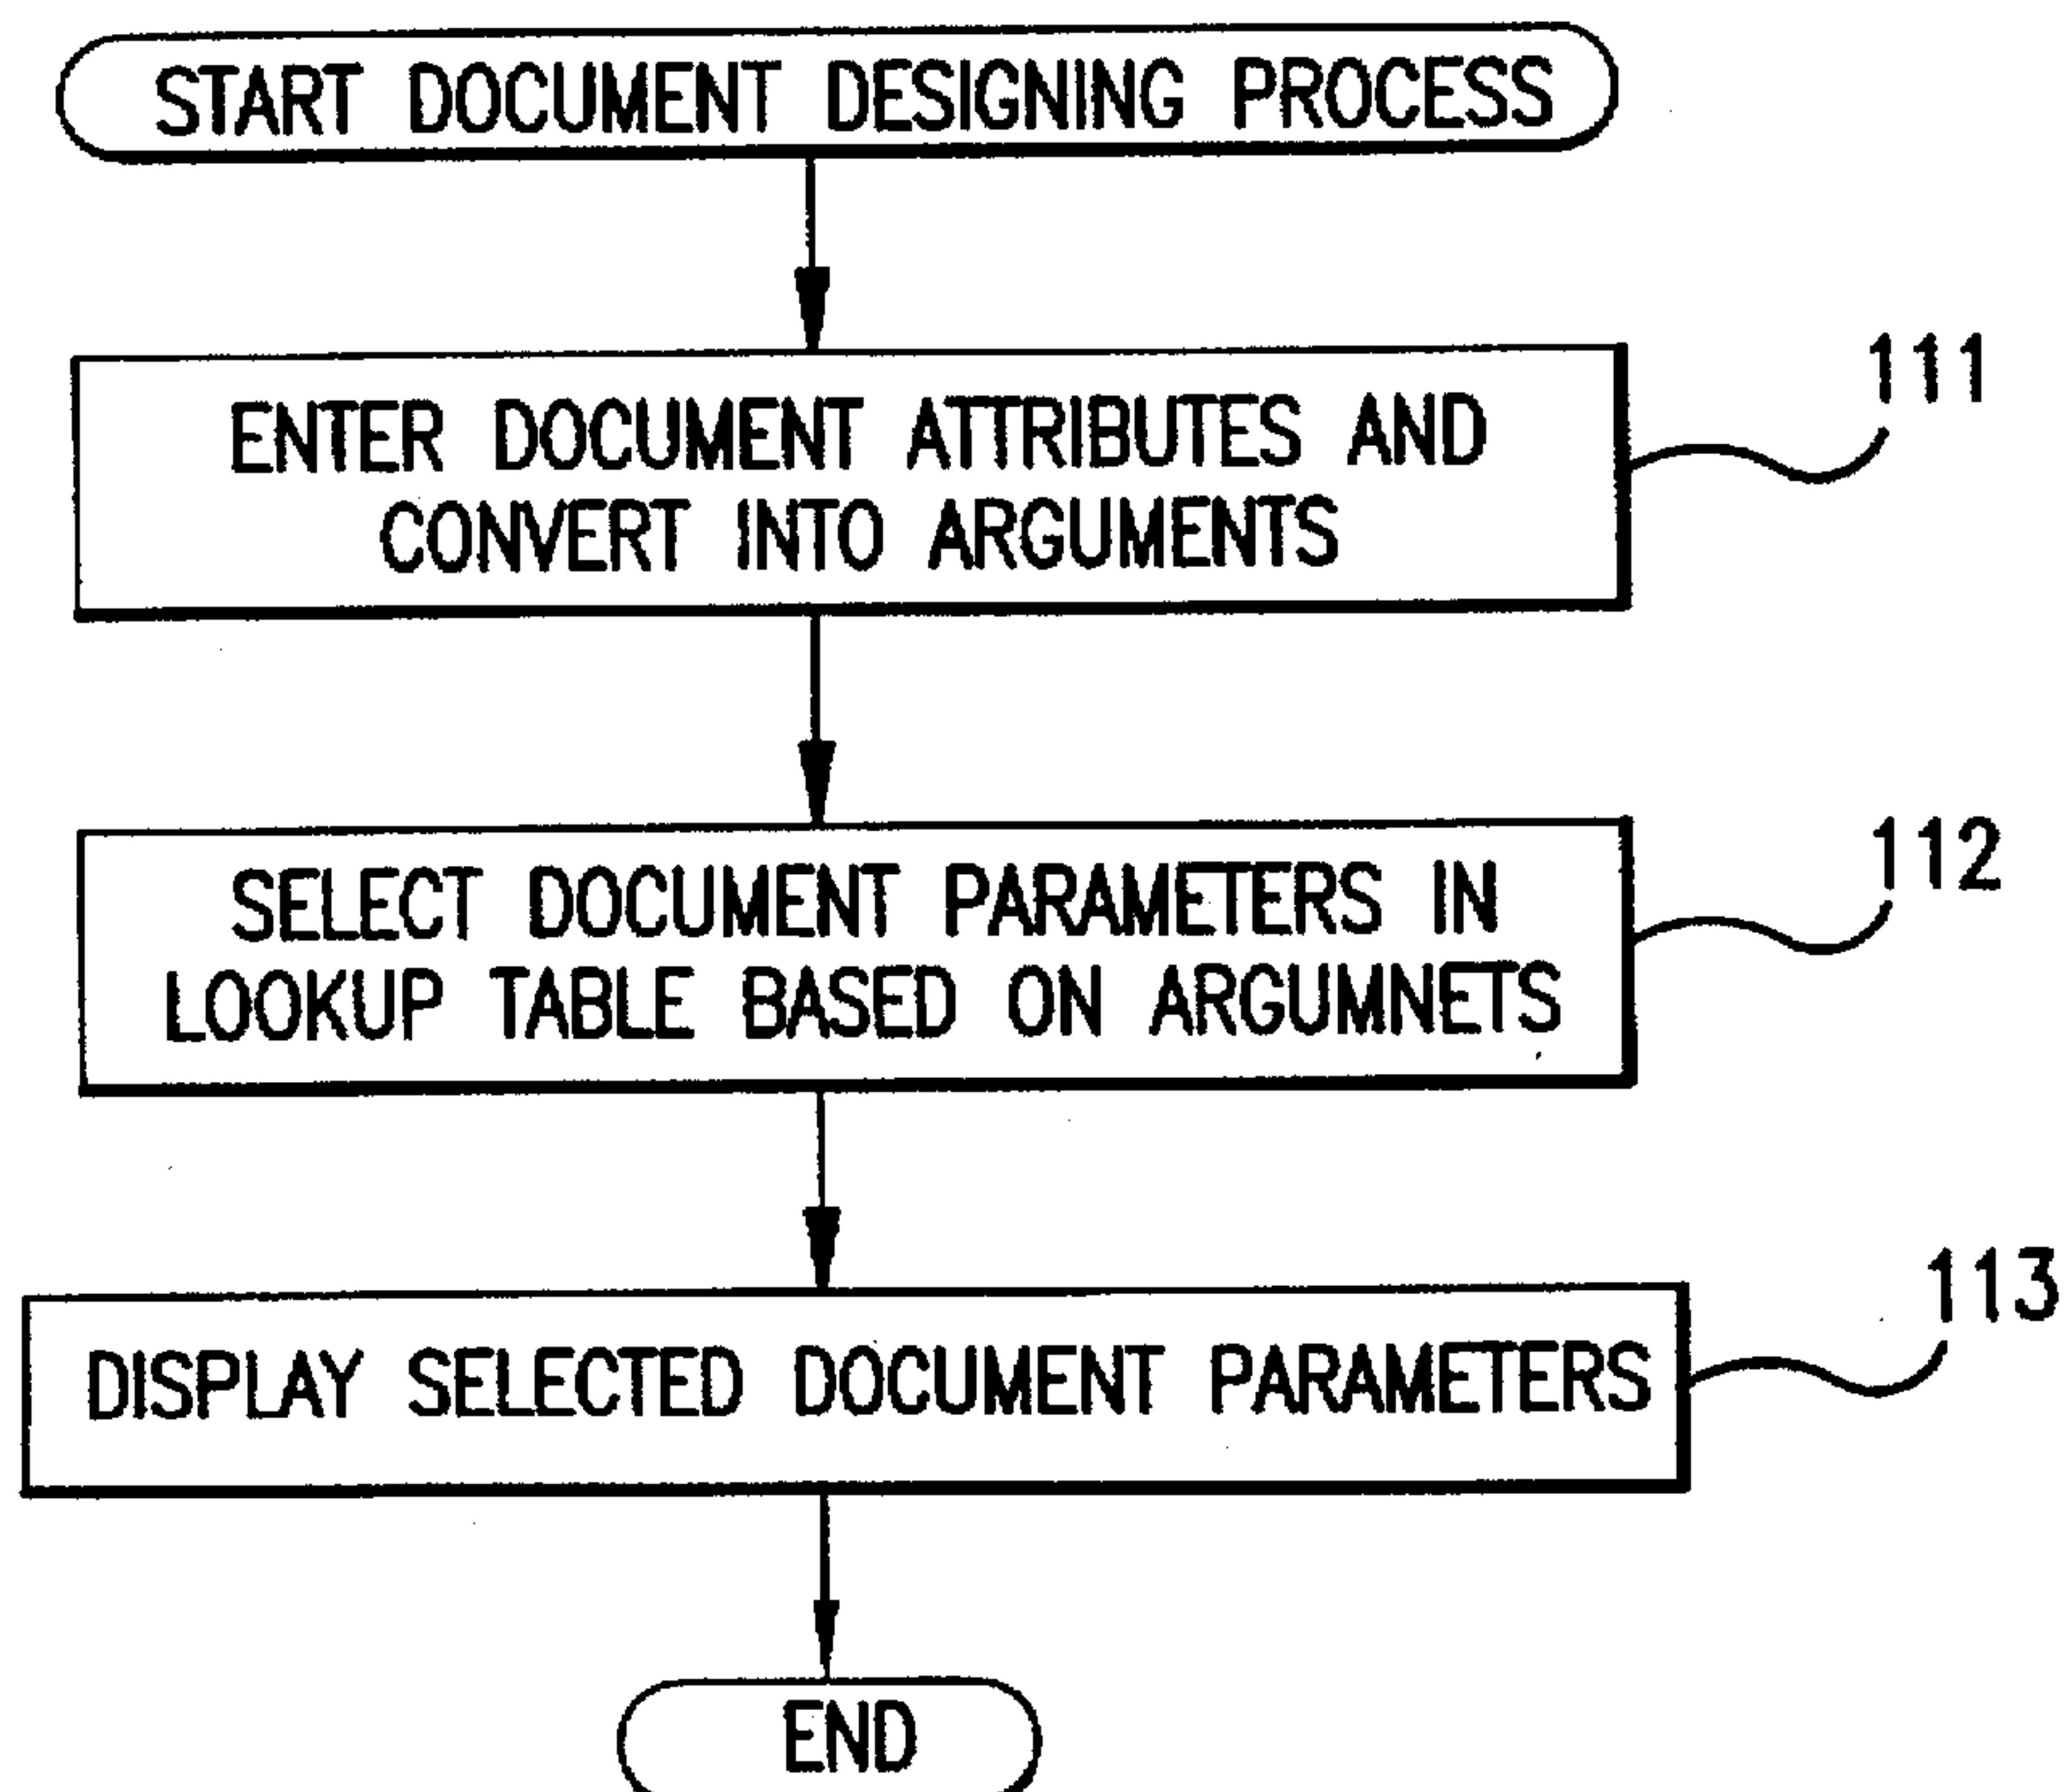 START DOCUMENT DESIGNING PROCESS
111
ENTER DOCUMENT ATTRIBUTES AND
CONVERT INTO ARGUMENTS
112
SELECT DOCUMENT PARAMETERS IN
LOOKUP TABLE BASED ON ARGUMNETS
113
DISPLAY SELECTED DOCUMENT PARAMETERS
END